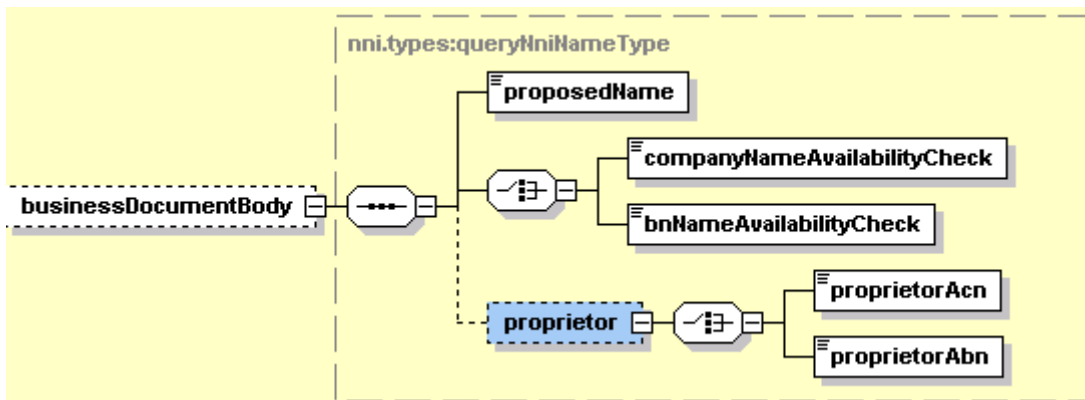 nni.types:queryNniNameType
proposedName
companyNameAvailabilityCheck
businessDocumentBody
bnNameAvailabilityCheck
proprietorAcn
proprietor
proprietorAbn